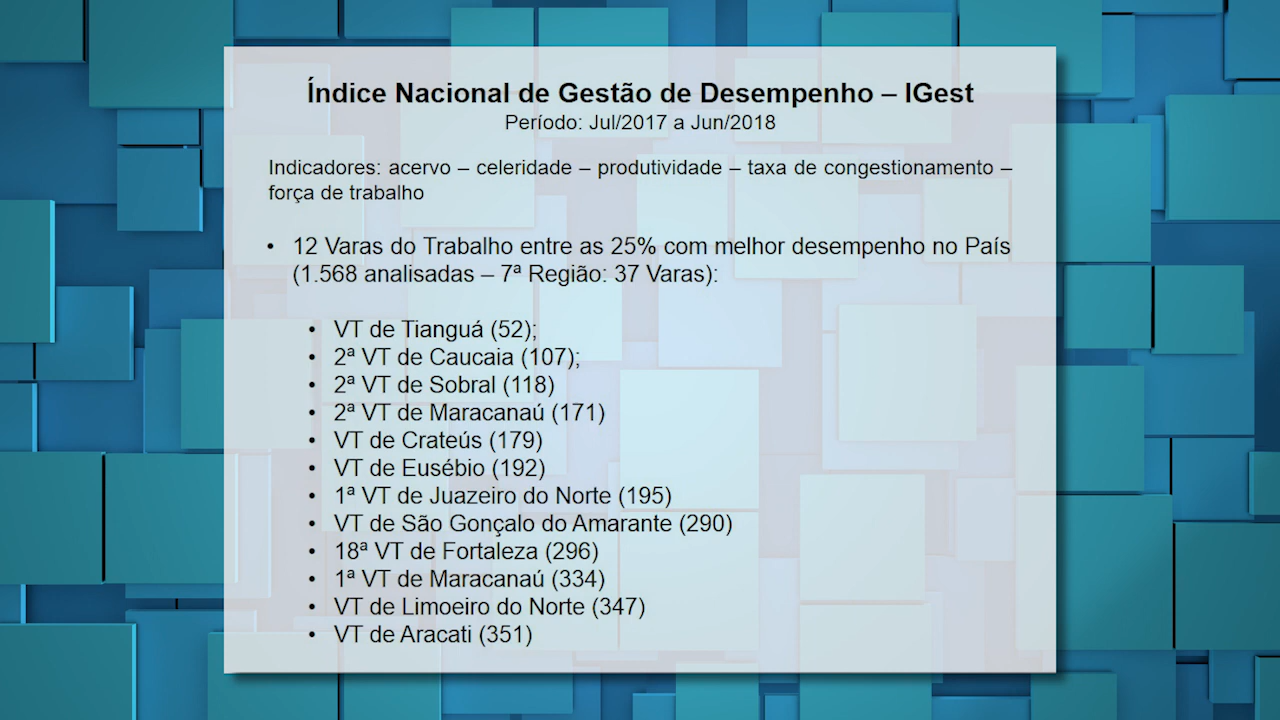 Índice Nacional de Gestão de Desempenho – IGest
Período: Jul/2017 a Jun/2018
Indicadores: acervo – celeridade – produtividade – taxa de congestionamento –
força de trabalho
• 12 Varas do Trabalho entre as 25% com melhor desempenho no País
(1.568 analisadas – 7ª Região: 37 Varas):
• VT de Tianguá (52);
• 2ª VT de Caucaia (107);
• 2ª VT de Sobral (118)
• 2ª VT de Maracanaú (171)
• VT de Crateús (179)
• VT de Eusébio (192)
• 1ª VT de Juazeiro do Norte (195)
• VT de São Gonçalo do Amarante (290)
• 18ª VT de Fortaleza (296)
• 1ª VT de Maracanaú (334)
• VT de Limoeiro do Norte (347)
• VT de Aracati (351)